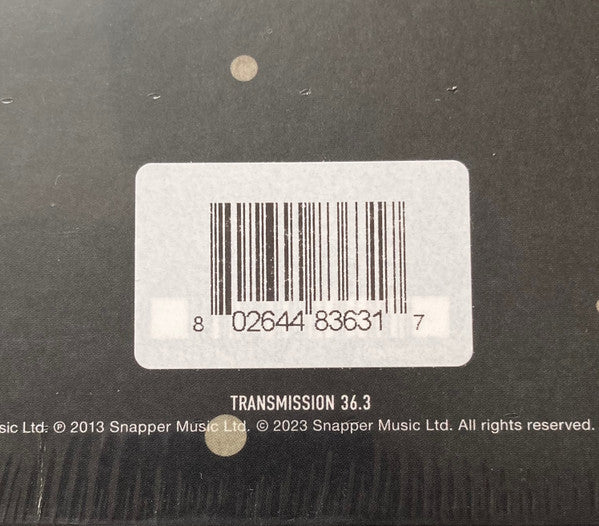 8 02644 83631 7
TRANSMISSION 36.3
sic Ltd. ℗ 2013 Snapper Music Ltd. © 2023 Snapper Music Ltd. All rights reserved.